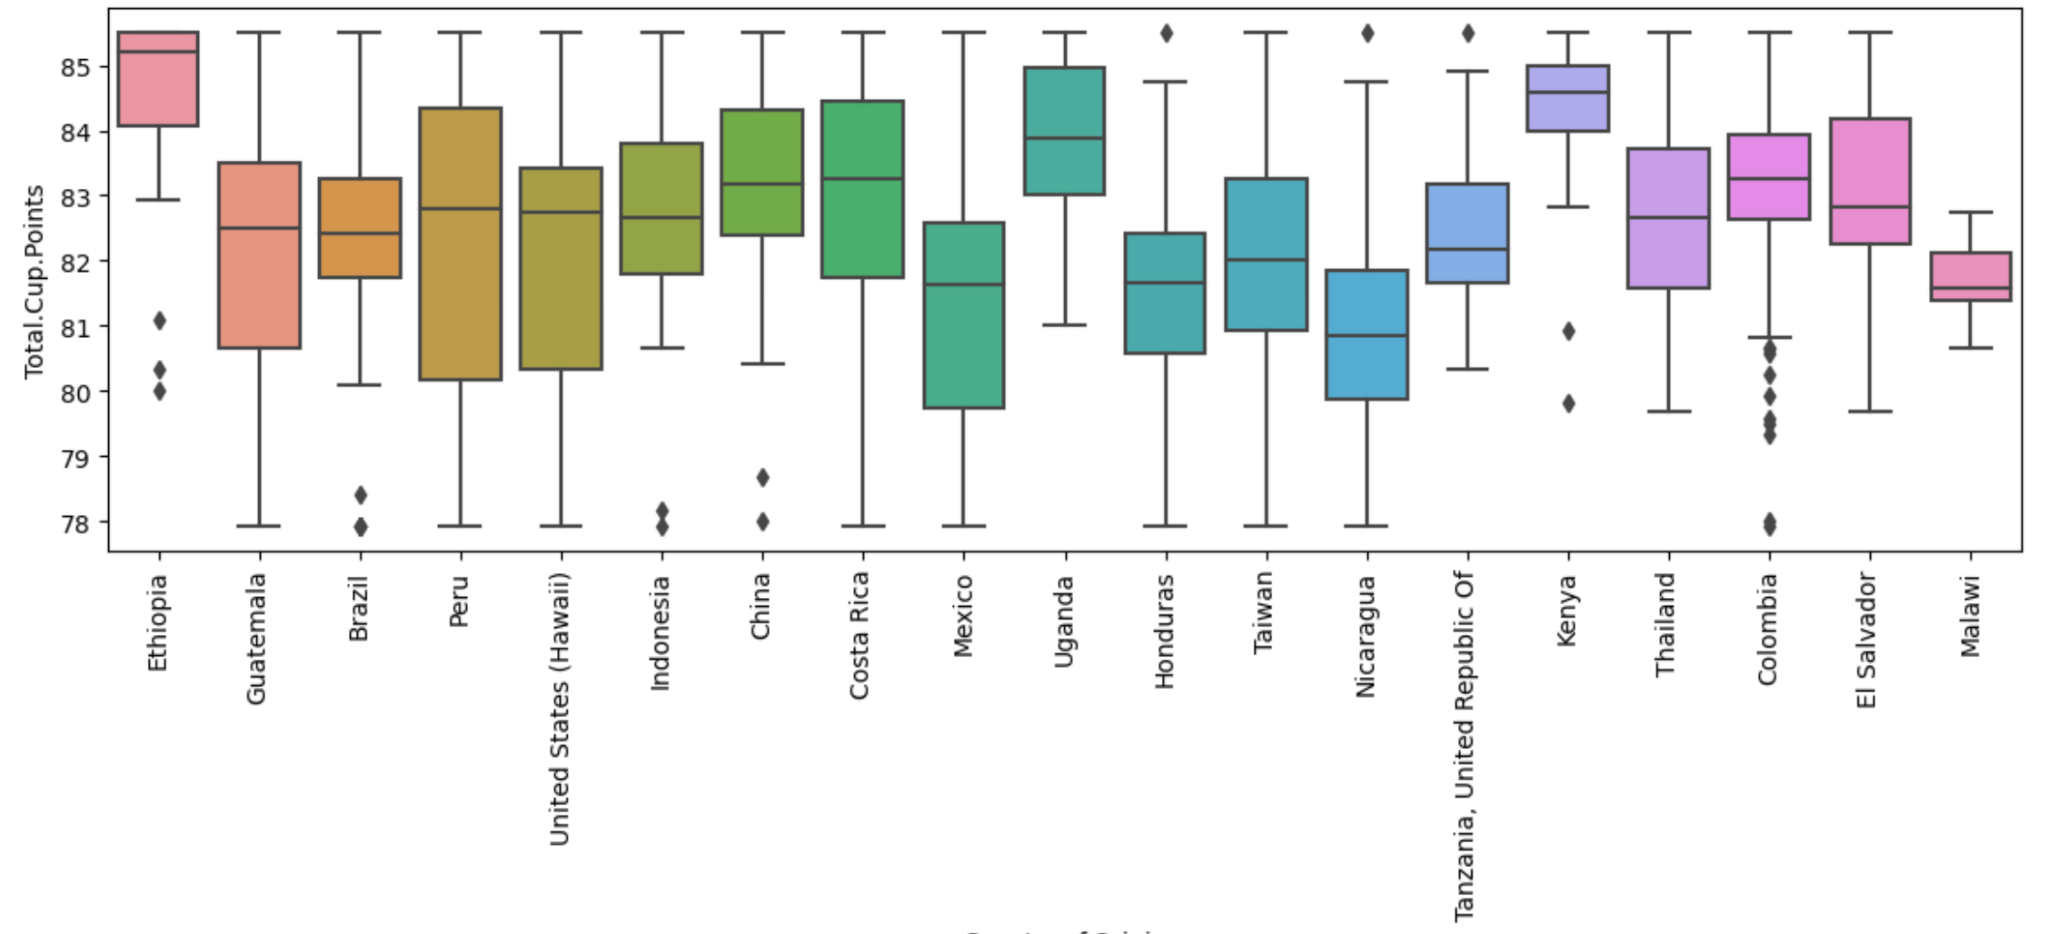 Total.Cup.Points
85
84
83
82
81
80
79
78
Ethiopia
Guatemala
Brazil
Peru
United States (Hawaii)
Indonesia
China
Costa Rica
Mexico
Uganda
Honduras
Taiwan
Nicaragua
Tanzania, United Republic Of
Kenya
Thailand
Colombia
El Salvador
Malawi